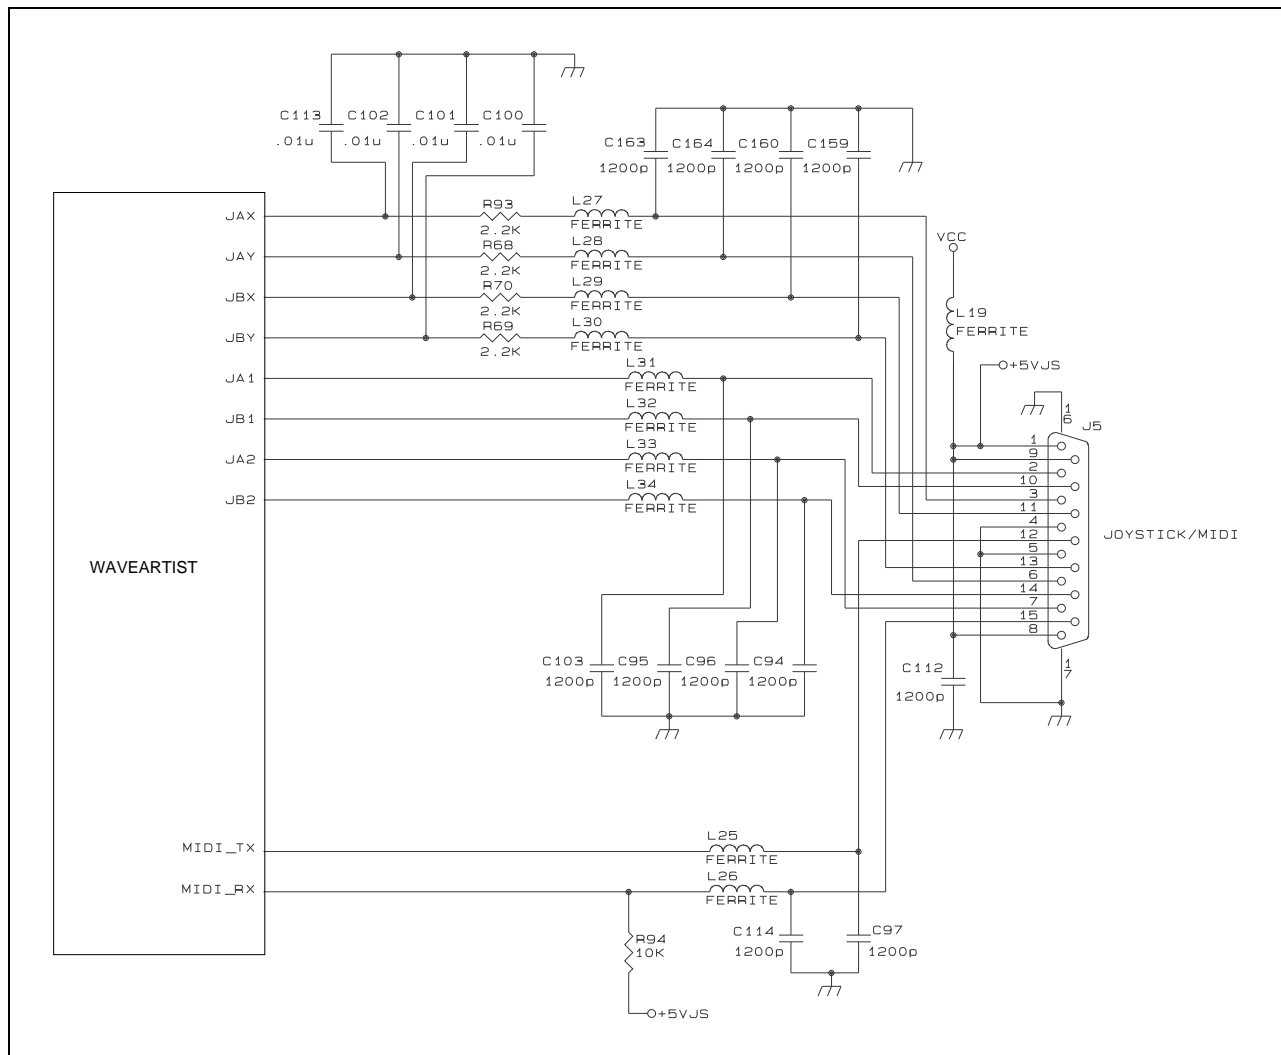 C113 C102 C101 C100
.01u .01u .01u .01u
C163 C164 C160 C159
1200p 1200p 1200p 1200p
JAX
R93
2.2K
L27
FERRITE
JAY
R68
2.2K
L28
FERRITE
JBX
R70
2.2K
L29
FERRITE
JBY
R69
2.2K
L30
FERRITE
VCC
L19
FERRITE
+5VJS
JA1
L31
FERRITE
JB1
L32
FERRITE
JA2
L33
FERRITE
JB2
L34
FERRITE
16
J5
1
9
2
10
3
11
4
12
5
13
6
14
7
15
8
17
JOYSTICK/MIDI
WAVEARTIST
C103 C95 C96 C94
1200p 1200p 1200p 1200p
C112
1200p
MIDI_TX
L25
FERRITE
MIDI_RX
L26
FERRITE
R94
10K
C114 C97
1200p 1200p
+5VJS